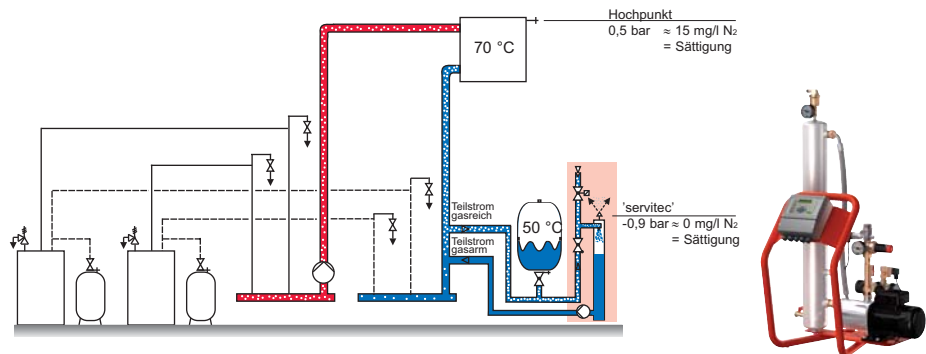 Hochpunkt
0,5 bar ≈ 15 mg/l N₂
= Sättigung
70 °C
Teilstrom
gasreich
Teilstrom
gasarm
50 °C
'servitec'
-0,9 bar ≈ 0 mg/l N₂
= Sättigung